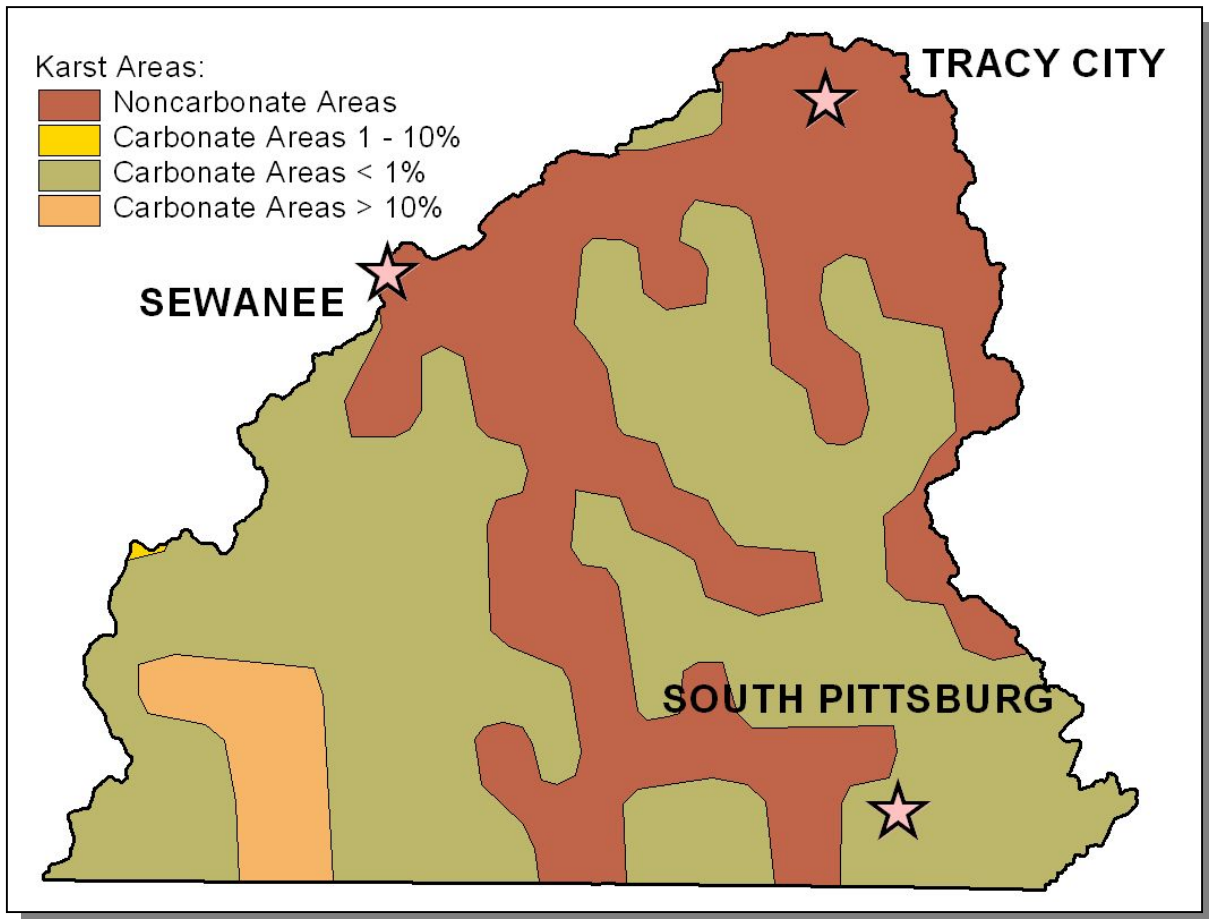 Karst Areas:
Noncarbonate Areas
Carbonate Areas 1 - 10%
Carbonate Areas < 1%
Carbonate Areas > 10%
TRACY CITY
SEWANEE
SOUTH PITTSBURG